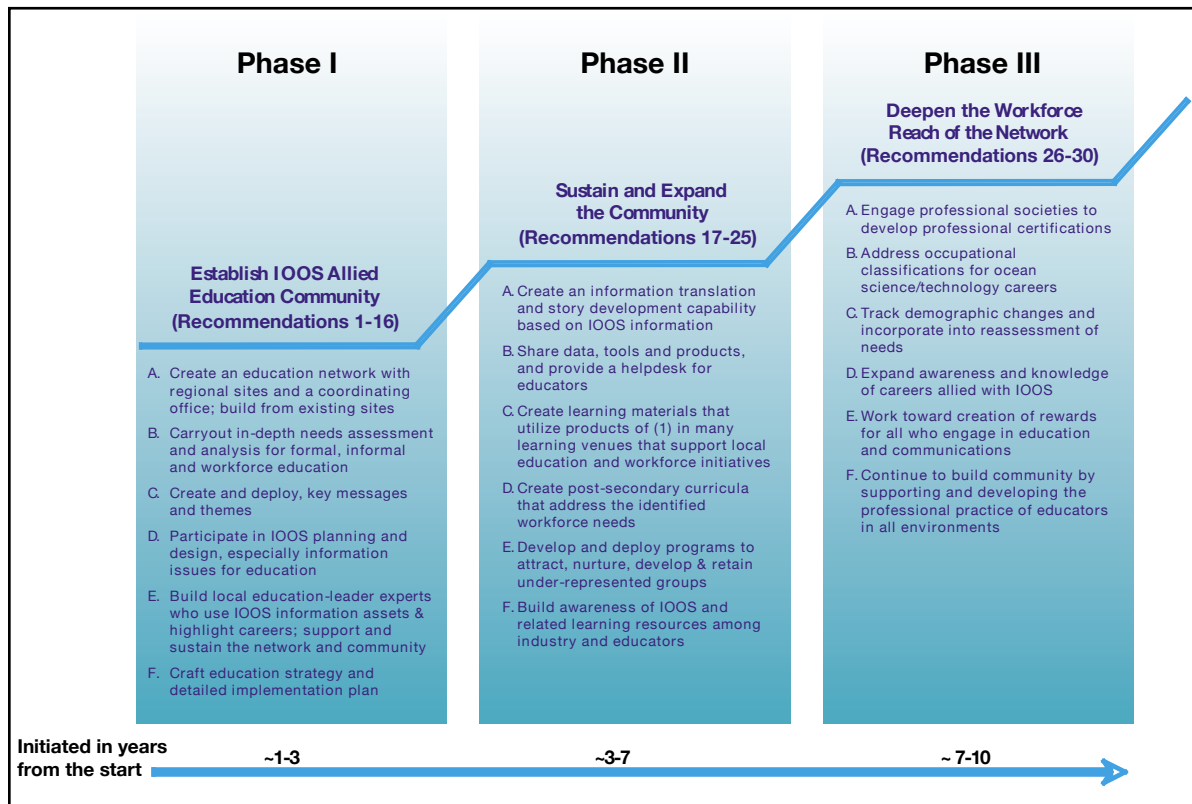 Phase I
Establish IOOS Allied
Education Community
(Recommendations 1-16)
A. Create an education network with
regional sites and a coordinating
office; build from existing sites
B. Carryout in-depth needs assessment
and analysis for formal, informal
and workforce education
C. Create and deploy, key messages
and themes
D. Participate in IOOS planning and
design, especially information
issues for education
E. Build local education-leader experts
who use IOOS information assets &
highlight careers; support and
sustain the network and community
F. Craft education strategy and
detailed implementation plan
Phase II
Sustain and Expand
the Community
(Recommendations 17-25)
A. Create an information translation
and story development capability
based on IOOS information
B. Share data, tools and products,
and provide a helpdesk for
educators
C. Create learning materials that
utilize products of (1) in many
learning venues that support local
education and workforce initiatives
D. Create post-secondary curricula
that address the identified
workforce needs
E. Develop and deploy programs to
attract, nurture, develop & retain
under-represented groups
F. Build awareness of IOOS and
related learning resources among
industry and educators
Phase III
Deepen the Workforce
Reach of the Network
(Recommendations 26-30)
A. Engage professional societies to
develop professional certifications
B. Address occupational
classifications for ocean
science/technology careers
C. Track demographic changes and
incorporate into reassessment of
needs
D. Expand awareness and knowledge
of careers allied with IOOS
E. Work toward creation of rewards
for all who engage in education
and communications
F. Continue to build community by
supporting and developing the
professional practice of educators
in all environments
Initiated in years
from the start
~1-3
~3-7
~ 7-10